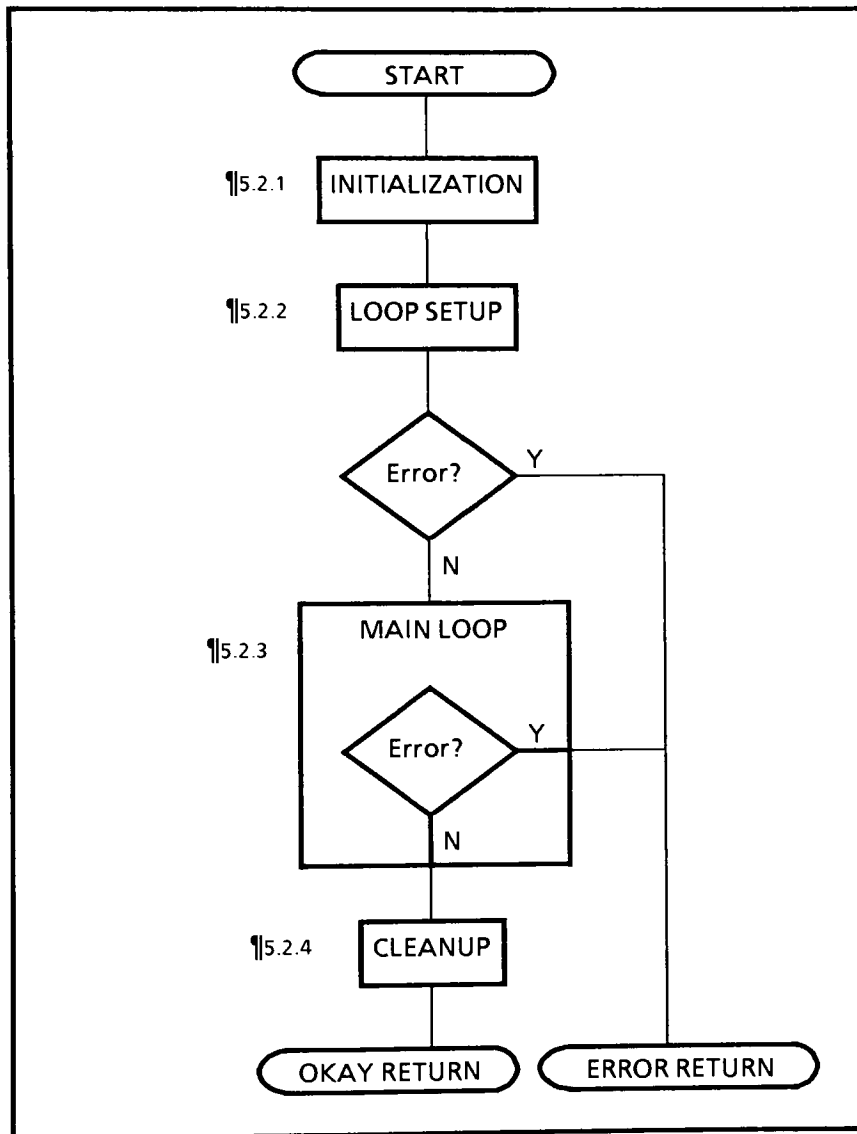 START
¶5.2.1 INITIALIZATION
¶5.2.2 LOOP SETUP
Error? Y
N
MAIN LOOP
¶5.2.3
Error? Y
N
¶5.2.4 CLEANUP
OKAY RETURN ERROR RETURN